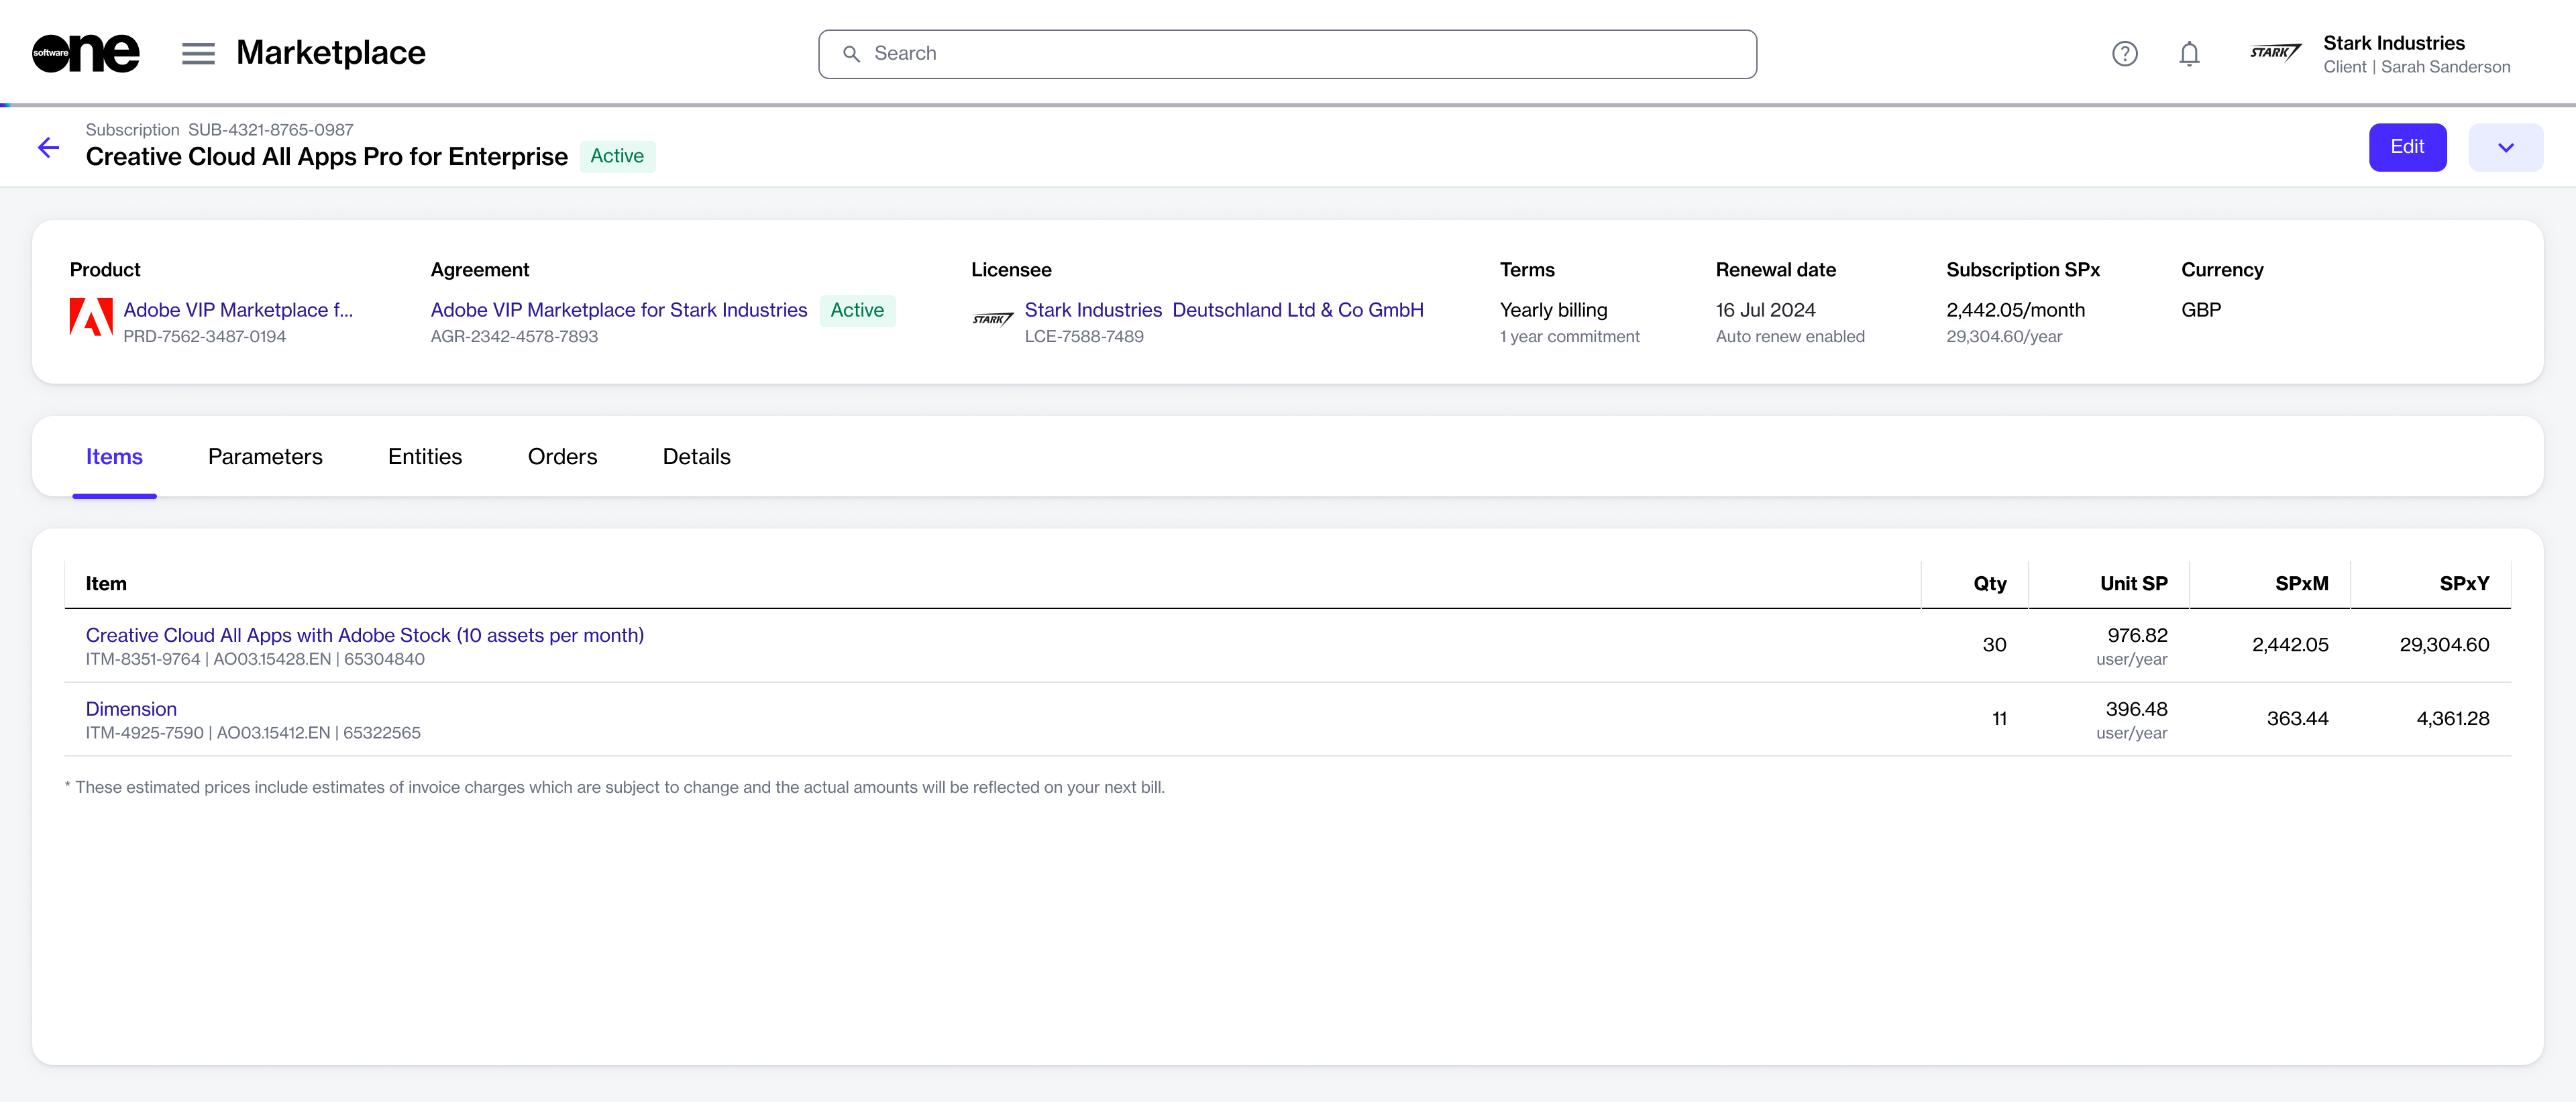 software one
Marketplace
Search
STARK
Stark Industries
Client | Sarah Sanderson
Subscription SUB-4321-8765-0987
Creative Cloud All Apps Pro for Enterprise Active
Edit
Product Agreement Licensee Terms Renewal date Subscription SPx Currency
Adobe VIP Marketplace f... Adobe VIP Marketplace for Stark Industries Active STARK Stark Industries Deutschland Ltd & Co GmbH Yearly billing 16 Jul 2024 2,442.05/month GBP
PRD-7562-3487-0194 AGR-2342-4578-7893 LCE-7588-7489 1 year commitment Auto renew enabled 29,304.60/year
Items Parameters Entities Orders Details
Item Qty Unit SP SPxM SPxY
Creative Cloud All Apps with Adobe Stock (10 assets per month) 30 976.82 2,442.05 29,304.60
ITM-8351-9764 | AO03.15428.EN | 65304840 user/year
Dimension 11 396.48 363.44 4,361.28
ITM-4925-7590 | AO03.15412.EN | 65322565 user/year
* These estimated prices include estimates of invoice charges which are subject to change and the actual amounts will be reflected on your next bill.